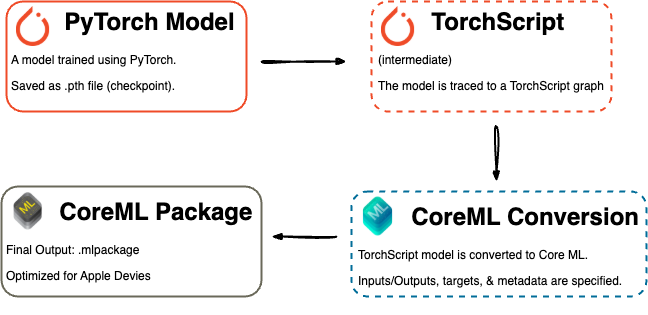 PyTorch Model
A model trained using PyTorch.
Saved as .pth file (checkpoint).
TorchScript
(intermediate)
The model is traced to a TorchScript graph
ML
CoreML Conversion
TorchScript model is converted to Core ML.
Inputs/Outputs, targets, & metadata are specified.
ML
CoreML Package
Final Output: .mlpackage
Optimized for Apple Devies